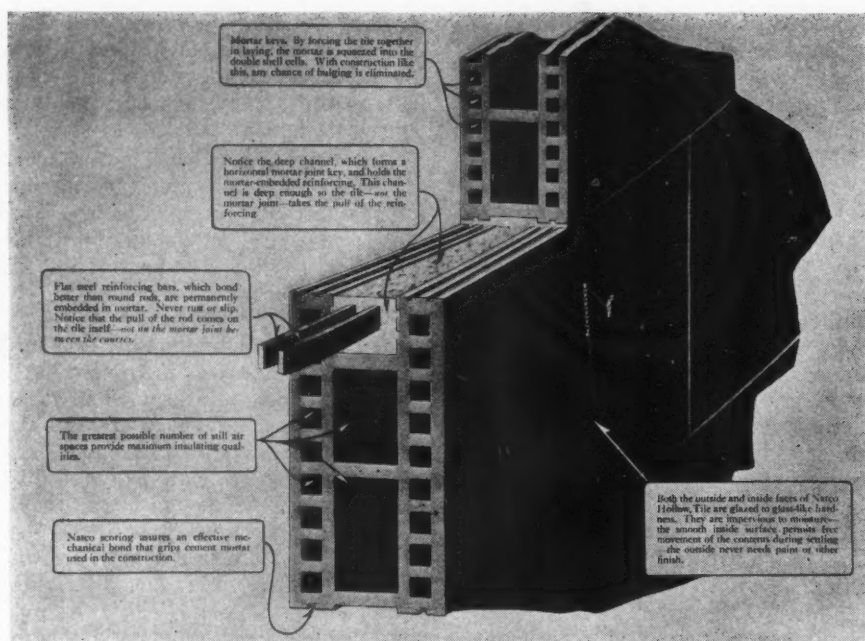 Mortar keys. By forcing the tile together
in laying, the mortar is squeezed into the
double shell cells. With construction like
this, any chance of bulging is eliminated.
Notice the deep channel, which forms a
horizontal mortar joint key, and holds the
mortar-embedded reinforcing. This chan-
nel is deep enough so the tile—not the
mortar joint—takes the pull of the rein-
forcing
Flat steel reinforcing bars, which bond
better than round rods, are permanently
embedded in mortar. Never rust or slip.
Notice that the pull of the rod comes on
the tile itself—not on the mortar joint be-
tween the courses.
The greatest possible number of still air
spaces provide maximum insulating qual-
ities.
Natco scoring assures an effective me-
chanical bond that grips cement mortar
used in the construction.
Both the outside and inside faces of Natco
Hollow Tile are glazed to glass-like hard-
ness. They are impervious to moisture—
the smooth inside surface permits free
movement of the contents during settling
—the outside never needs paint or other
finish.